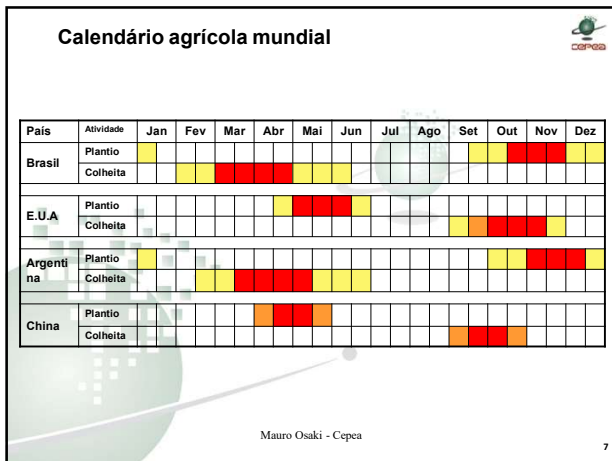 Calendário agrícola mundial
CEPEA
País Atividade Jan Fev Mar Abr Mai Jun Jul Ago Set Out Nov Dez
Brasil
Plantio
Colheita
E.U.A
Plantio
Colheita
Argenti
na
Plantio
Colheita
China
Plantio
Colheita
Mauro Osaki - Cepea
7